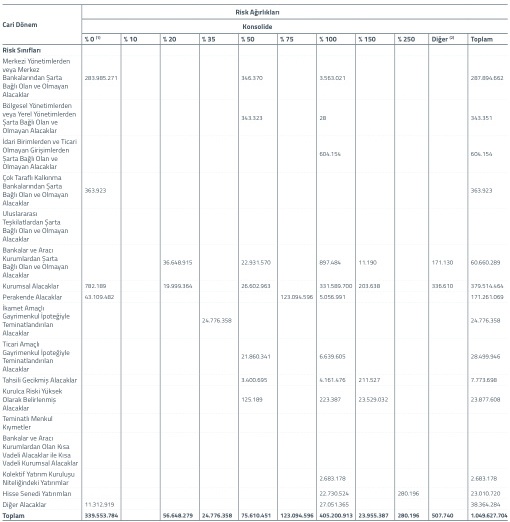 Risk Ağırlıkları
Cari Dönem
Konsolide
% 0 (1) % 10 % 20 % 35 % 50 % 75 % 100 % 150 % 250 Diğer (2) Toplam
Risk Sınıfları
Merkezi Yönetimlerden
veya Merkez
Bankalarından Şarta
Bağlı Olan ve Olmayan
Alacaklar
283.985.271 346.370 3.563.021 287.894.662
Bölgesel Yönetimlerden
veya Yerel Yönetimlerden
Şarta Bağlı Olan ve
Olmayan Alacaklar
343.323 28 343.351
İdari Birimlerden ve Ticari
Olmayan Girişimlerden
Şarta Bağlı Olan ve
Olmayan Alacaklar
604.154 604.154
Çok Taraflı Kalkınma
Bankalarından Şarta
Bağlı Olan ve Olmayan
Alacaklar
363.923 363.923
Uluslararası
Teşkilatlardan Şarta
Bağlı Olan ve Olmayan
Alacaklar
Bankalar ve Aracı
Kurumlardan Şarta
Bağlı Olan ve Olmayan
Alacaklar
36.648.915 22.931.570 897.484 11.190 171.130 60.660.289
Kurumsal Alacaklar 782.189 19.999.364 26.602.963 331.589.700 203.638 336.610 379.514.464
Perakende Alacaklar 43.109.482 123.094.596 5.056.991 171.261.069
İkamet Amaçlı
Gayrimenkul İpoteğiyle
Teminatlandırılan
Alacaklar
24.776.358 24.776.358
Ticari Amaçlı
Gayrimenkul İpoteğiyle
Teminatlandırılan
Alacaklar
21.860.341 6.639.605 28.499.946
Tahsili Gecikmiş Alacaklar 3.400.695 4.161.476 211.527 7.773.698
Kurulca Riski Yüksek
Olarak Belirlenmiş
Alacaklar
125.189 223.387 23.529.032 23.877.608
Teminatlı Menkul
Kıymetler
Bankalar ve Aracı
Kurumlardan Olan Kısa
Vadeli Alacaklar ile Kısa
Vadeli Kurumsal Alacaklar
Kolektif Yatırım Kuruluşu
Niteliğindeki Yatırımlar
2.683.178 2.683.178
Hisse Senedi Yatırımları 22.730.524 280.196 23.010.720
Diğer Alacaklar 11.312.919 27.051.365 38.364.284
Toplam 339.553.784 56.648.279 24.776.358 75.610.451 123.094.596 405.200.913 23.955.387 280.196 507.740 1.049.627.704